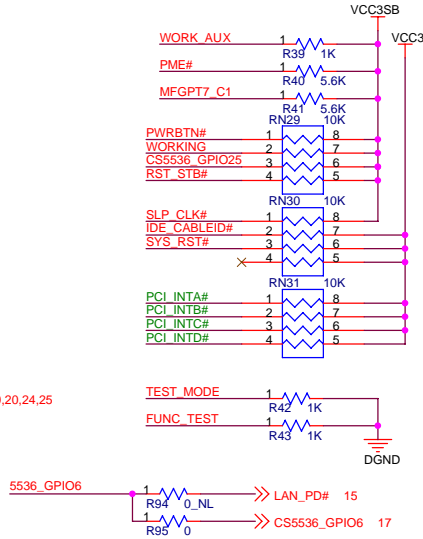 VCC3SB
WORK_AUX 1 VCC3
R39 1K
PME# 1
R40 5.6K
MFGPT7_C1 1
R41 5.6K
RN29 10K
PWRBTN# 1 8
WORKING 2 7
CS5536_GPIO25 3 6
RST_STB# 4 5
RN30 10K
SLP_CLK# 1 8
IDE_CABLEID# 2 7
SYS_RST# 3 6
4 5
RN31 10K
PCI_INTA# 1 8
PCI_INTB# 2 7
PCI_INTC# 3 6
PCI_INTD# 4 5
TEST_MODE 1
,20,24,25
R42 1K
FUNC_TEST 1
R43 1K
DGND
5536_GPIO6 1 LAN_PD# 15
R94 0_NL
1 CS5536_GPIO6 17
R95 0